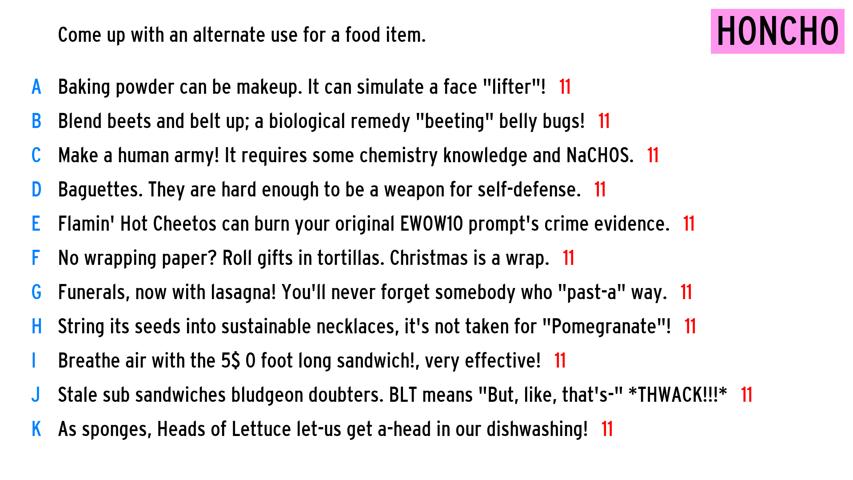 Come up with an alternate use for a food item.
HONCHO
A Baking powder can be makeup. It can simulate a face "lifter"! 11
B Blend beets and belt up; a biological remedy "beeting" belly bugs! 11
C Make a human army! It requires some chemistry knowledge and NaCHOS. 11
D Baguettes. They are hard enough to be a weapon for self-defense. 11
E Flamin' Hot Cheetos can burn your original EWOW10 prompt's crime evidence. 11
F No wrapping paper? Roll gifts in tortillas. Christmas is a wrap. 11
G Funerals, now with lasagna! You'll never forget somebody who "past-a" way. 11
H String its seeds into sustainable necklaces, it's not taken for "Pomegranate"! 11
I Breathe air with the 5$ 0 foot long sandwich!, very effective! 11
J Stale sub sandwiches bludgeon doubters. BLT means "But, like, that's-" *THWACK!!!* 11
K As sponges, Heads of Lettuce let-us get a-head in our dishwashing! 11